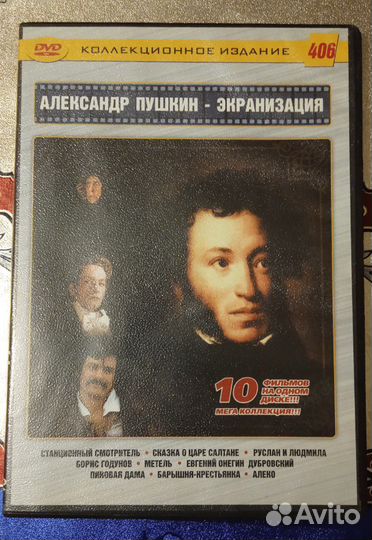 DVD КОЛЛЕКЦИОННОЕ ИЗДАНИЕ 406
АЛЕКСАНДР ПУШКИН - ЭКРАНИЗАЦИЯ
10 ФИЛЬМОВ
НА ОДНОМ
ДИСКЕ!!!
МЕГА КОЛЛЕКЦИЯ!!!
СТАНЦИОННЫЙ СМОТРИТЕЛЬ • СКАЗКА О ЦАРЕ САЛТАНЕ • РУСЛАН И ЛЮДМИЛА
БОРИС ГОДУНОВ • МЕТЕЛЬ • ЕВГЕНИЙ ОНЕГИН ДУБРОВСКИЙ
ПИКОВАЯ ДАМА • БАРЫШНЯ-КРЕСТЬЯНКА • АЛЕКО
Avito